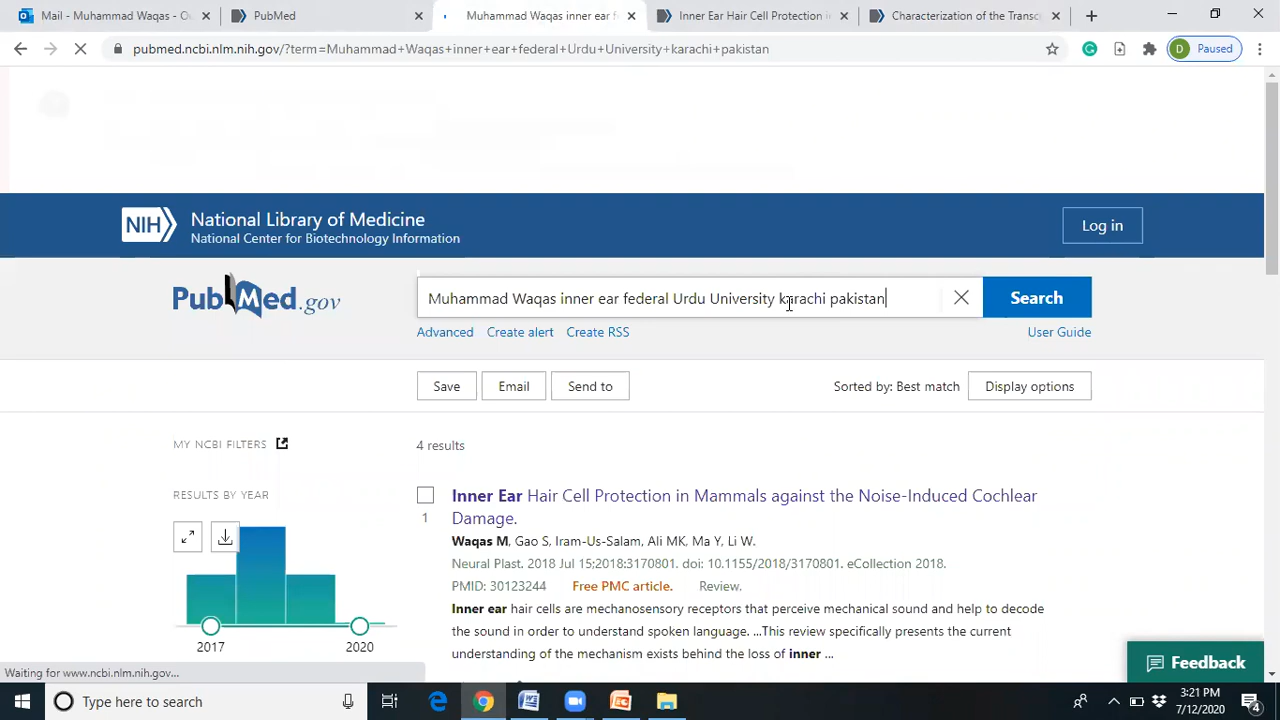 Mail - Muhammad Waqas - Ou
PubMed
Muhammad Waqas inner ear f
Inner Ear Hair Cell Protection i
Characterization of the Transc
pubmed.ncbi.nlm.nih.gov/?term=Muhammad+Waqas+inner+ear+federal+Urdu+University+karachi+pakistan
D Paused
NIH National Library of Medicine
National Center for Biotechnology Information
Log in
PubMed.gov
Muhammad Waqas inner ear federal Urdu University karachi pakistan
Search
Advanced Create alert Create RSS
User Guide
Save Email Send to
Sorted by: Best match Display options
MY NCBI FILTERS
4 results
RESULTS BY YEAR
2017 2020
1
Inner Ear Hair Cell Protection in Mammals against the Noise-Induced Cochlear
Damage.
Waqas M, Gao S, Iram-Us-Salam, Ali MK, Ma Y, Li W.
Neural Plast. 2018 Jul 15;2018:3170801. doi: 10.1155/2018/3170801. eCollection 2018.
PMID: 30123244 Free PMC article. Review.
Inner ear hair cells are mechanosensory receptors that perceive mechanical sound and help to decode
the sound in order to understand spoken language. ...This review specifically presents the current
understanding of the mechanism exists behind the loss of inner ...
Feedback
Waiting for www.ncbi.nlm.nih.gov...
Type here to search
3:21 PM
7/12/2020
4